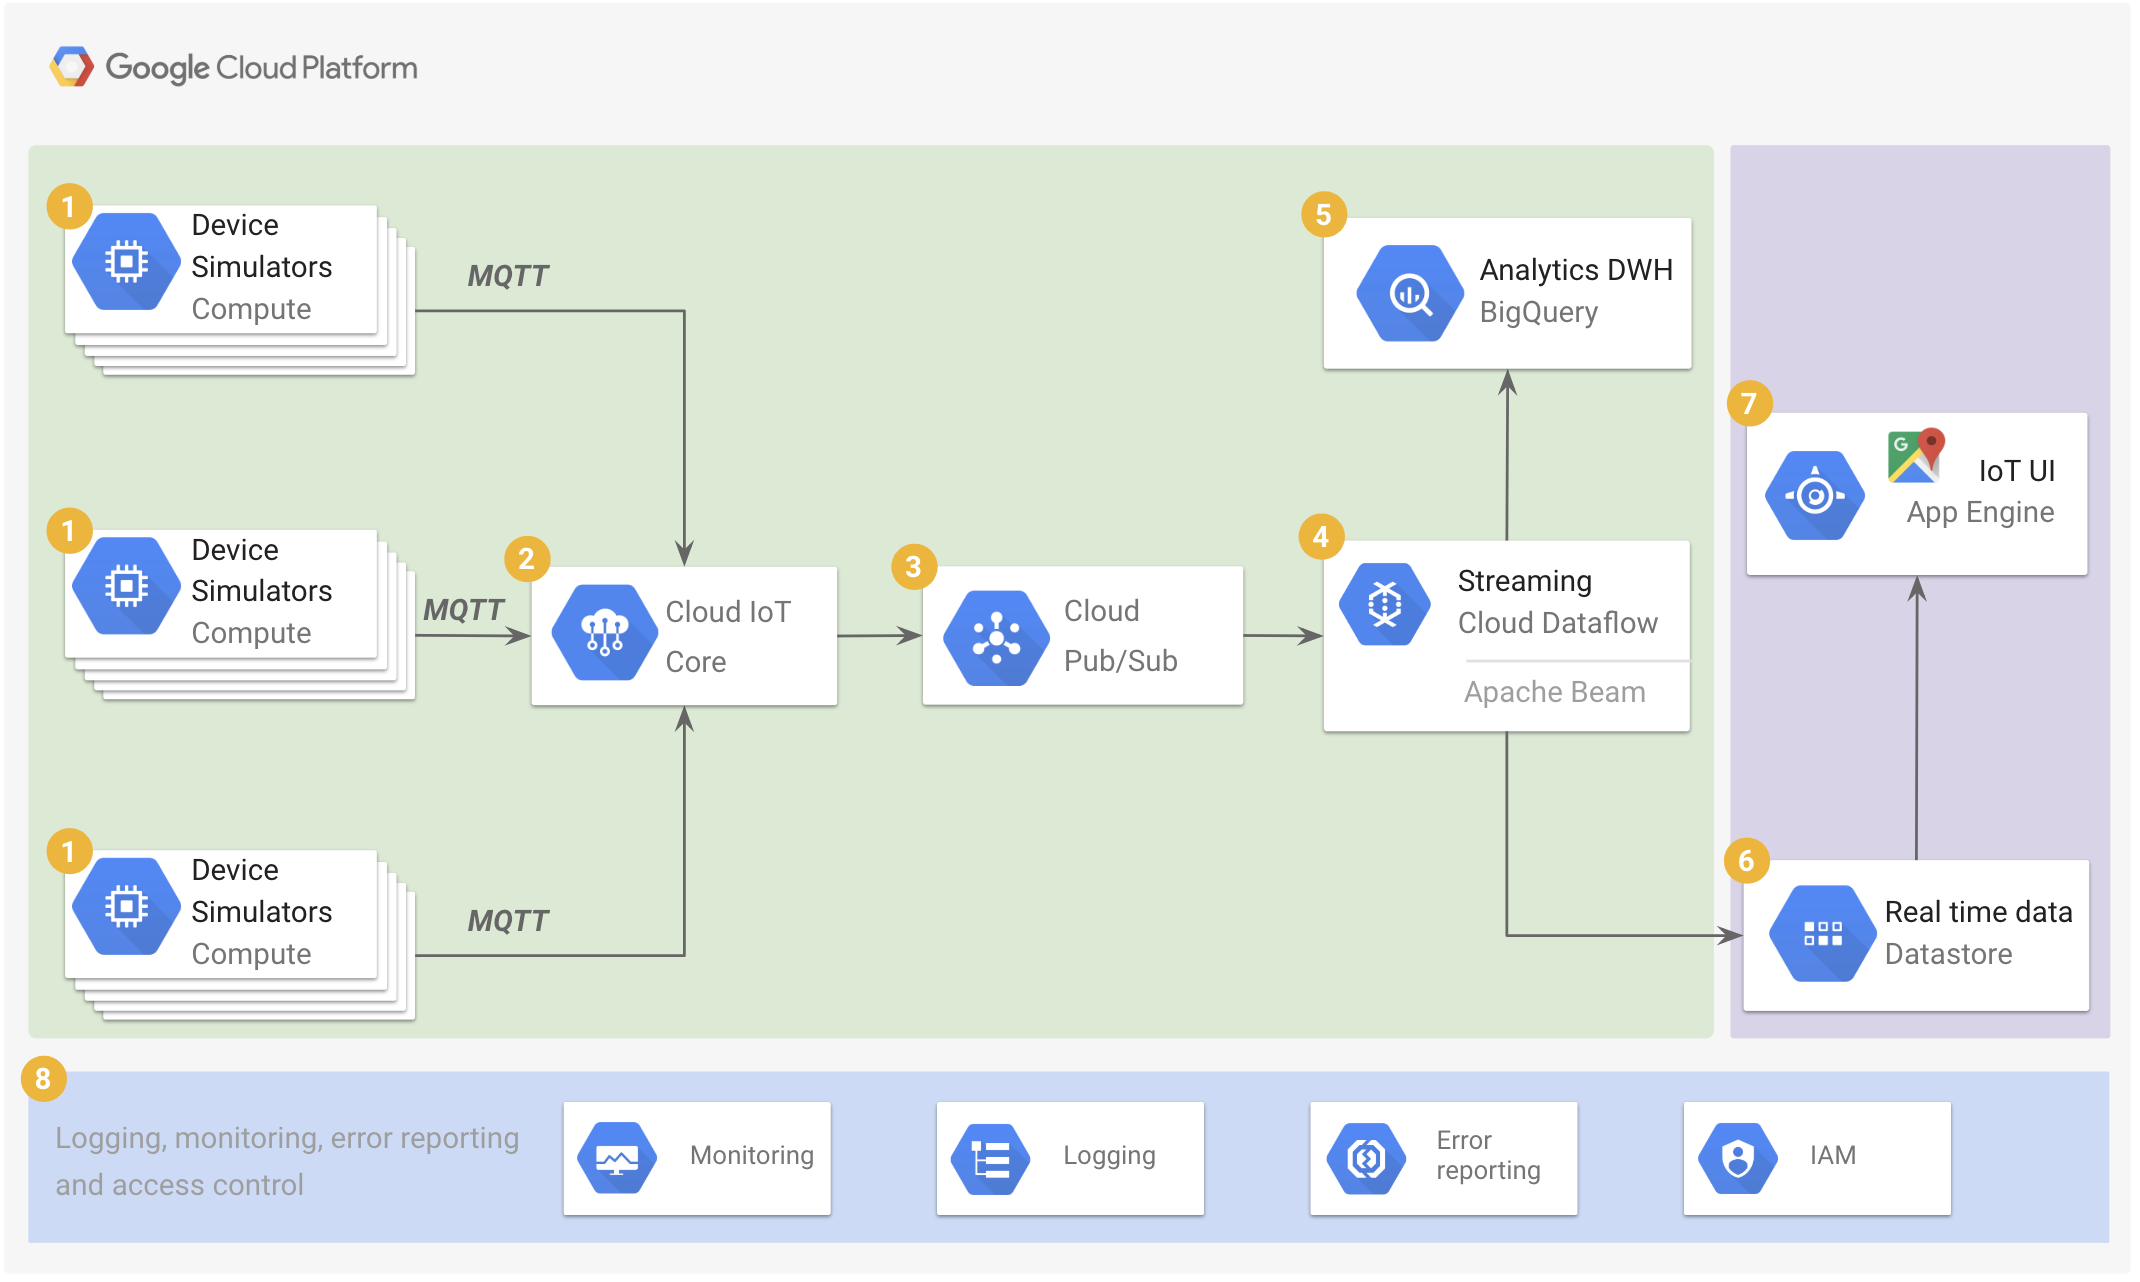 Google Cloud Platform
1
Device
Simulators
Compute
MQTT
1
Device
Simulators
Compute
MQTT
1
Device
Simulators
Compute
MQTT
2
Cloud IoT
Core
3
Cloud
Pub/Sub
4
Streaming
Cloud Dataflow
Apache Beam
5
Analytics DWH
BigQuery
7
G
IoT UI
App Engine
6
Real time data
Datastore
8
Logging, monitoring, error reporting
and access control
Monitoring
Logging
Error
reporting
IAM